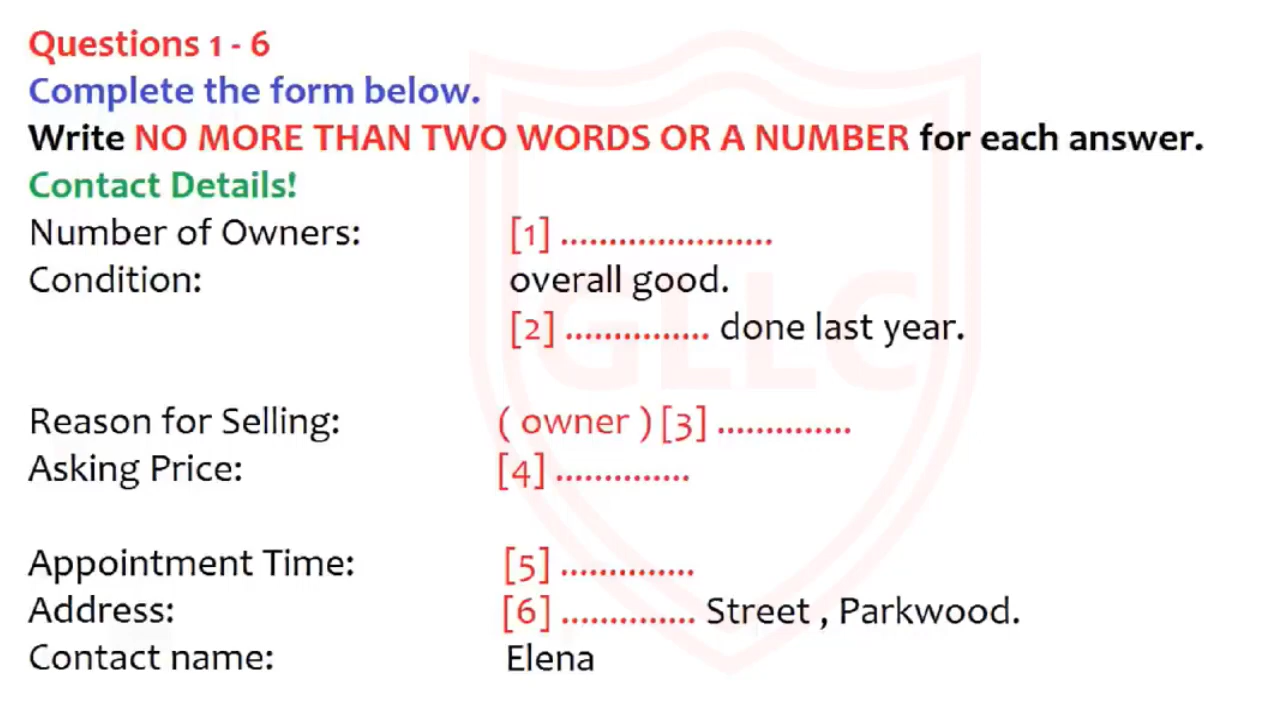 Questions 1 - 6
Complete the form below.
Write NO MORE THAN TWO WORDS OR A NUMBER for each answer.
Contact Details!
Number of Owners: [1] ......................
Condition: overall good.
[2] ............... done last year.
Reason for Selling: ( owner ) [3] ..............
Asking Price: [4] ..............
Appointment Time: [5] ..............
Address: [6] .............. Street , Parkwood.
Contact name: Elena
GLLC